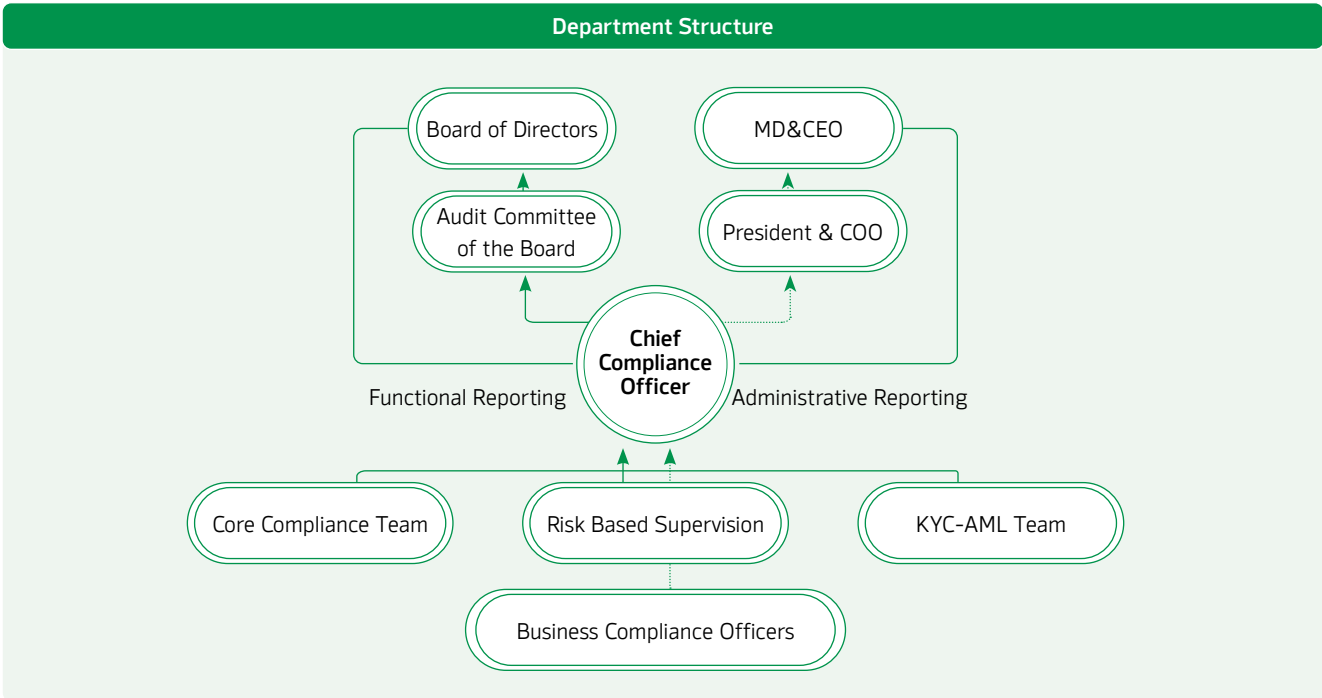 Department Structure
Board of Directors
MD&CEO
Audit Committee
of the Board
President & COO
Chief
Compliance
Officer
Functional Reporting
Administrative Reporting
Core Compliance Team
Risk Based Supervision
KYC-AML Team
Business Compliance Officers